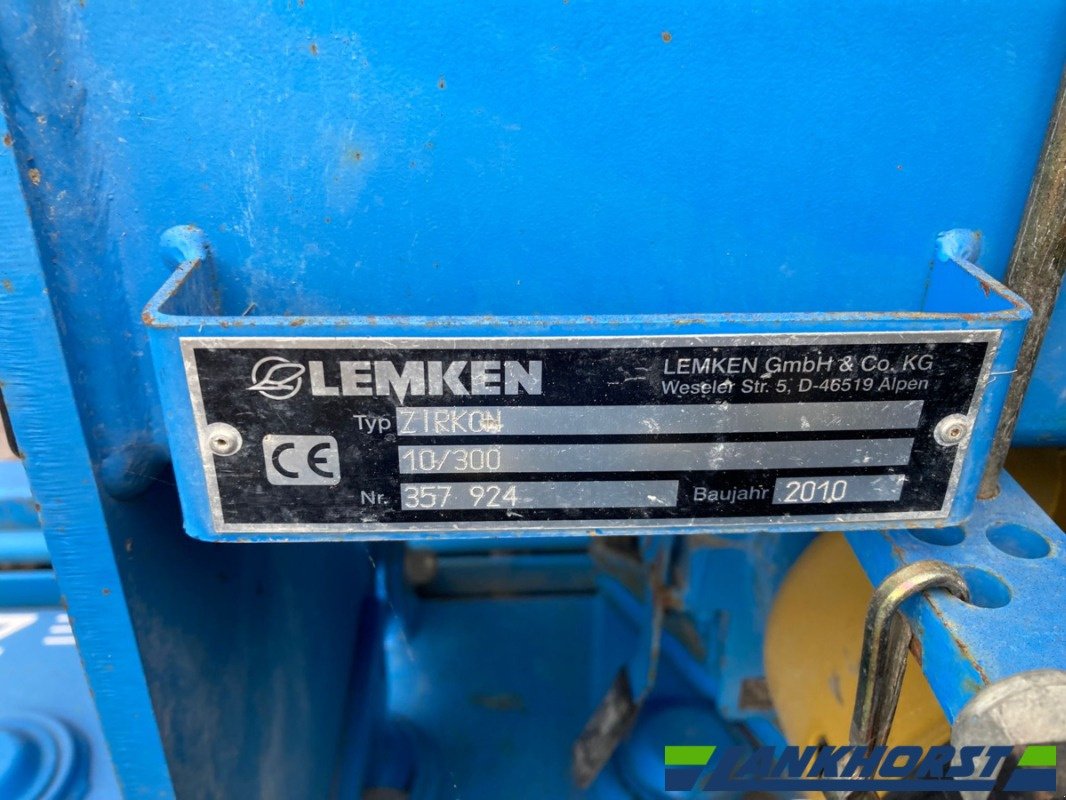 LEMKEN
LEMKEN GmbH & Co. KG
Weseler Str. 5, D-46519 Alpen
Typ ZIRKON
10/300
CE
Nr. 357 924 Baujahr 2010
LANKHORST